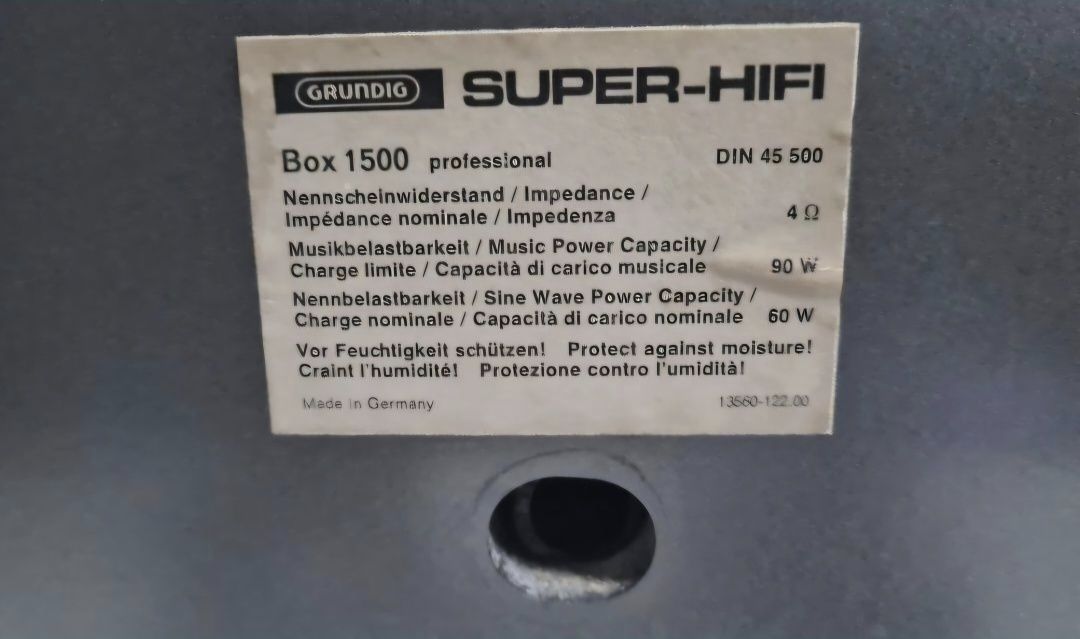 GRUNDIG SUPER-HIFI
Box 1500 professional DIN 45 500
Nennscheinwiderstand / Impedance /
Impédance nominale / Impedenza 4 Ω
Musikbelastbarkeit / Music Power Capacity /
Charge limite / Capacità di carico musicale 90 W
Nennbelastbarkeit / Sine Wave Power Capacity /
Charge nominale / Capacità di carico nominale 60 W
Vor Feuchtigkeit schützen! Protect against moisture!
Craint l'humidité! Protezione contro l'umidità!
Made in Germany 13560-122.00